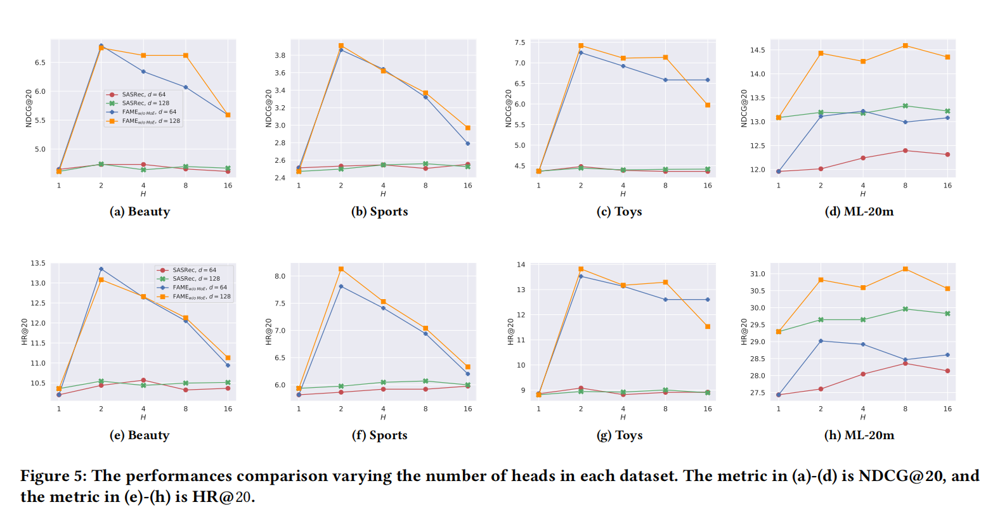 NDCG@20
6.5
6.0
5.5
5.0
SASRec, d = 64
SASRec, d = 128
FAMEw/o MoE, d = 64
FAMEw/o MoE, d = 128
1 2 4 8 16
H
(a) Beauty
NDCG@20
3.8
3.6
3.4
3.2
3.0
2.8
2.6
2.4
1 2 4 8 16
H
(b) Sports
NDCG@20
7.5
7.0
6.5
6.0
5.5
5.0
4.5
1 2 4 8 16
H
(c) Toys
NDCG@20
14.5
14.0
13.5
13.0
12.5
12.0
1 2 4 8 16
H
(d) ML-20m
HR@20
13.5
13.0
12.5
12.0
11.5
11.0
10.5
SASRec, d = 64
SASRec, d = 128
FAMEw/o MoE, d = 64
FAMEw/o MoE, d = 128
1 2 4 8 16
H
(e) Beauty
HR@20
8.0
7.5
7.0
6.5
6.0
1 2 4 8 16
H
(f) Sports
HR@20
14
13
12
11
10
9
1 2 4 8 16
H
(g) Toys
HR@20
31.0
30.5
30.0
29.5
29.0
28.5
28.0
27.5
1 2 4 8 16
H
(h) ML-20m
Figure 5: The performances comparison varying the number of heads in each dataset. The metric in (a)-(d) is NDCG@20, and
the metric in (e)-(h) is HR@20.